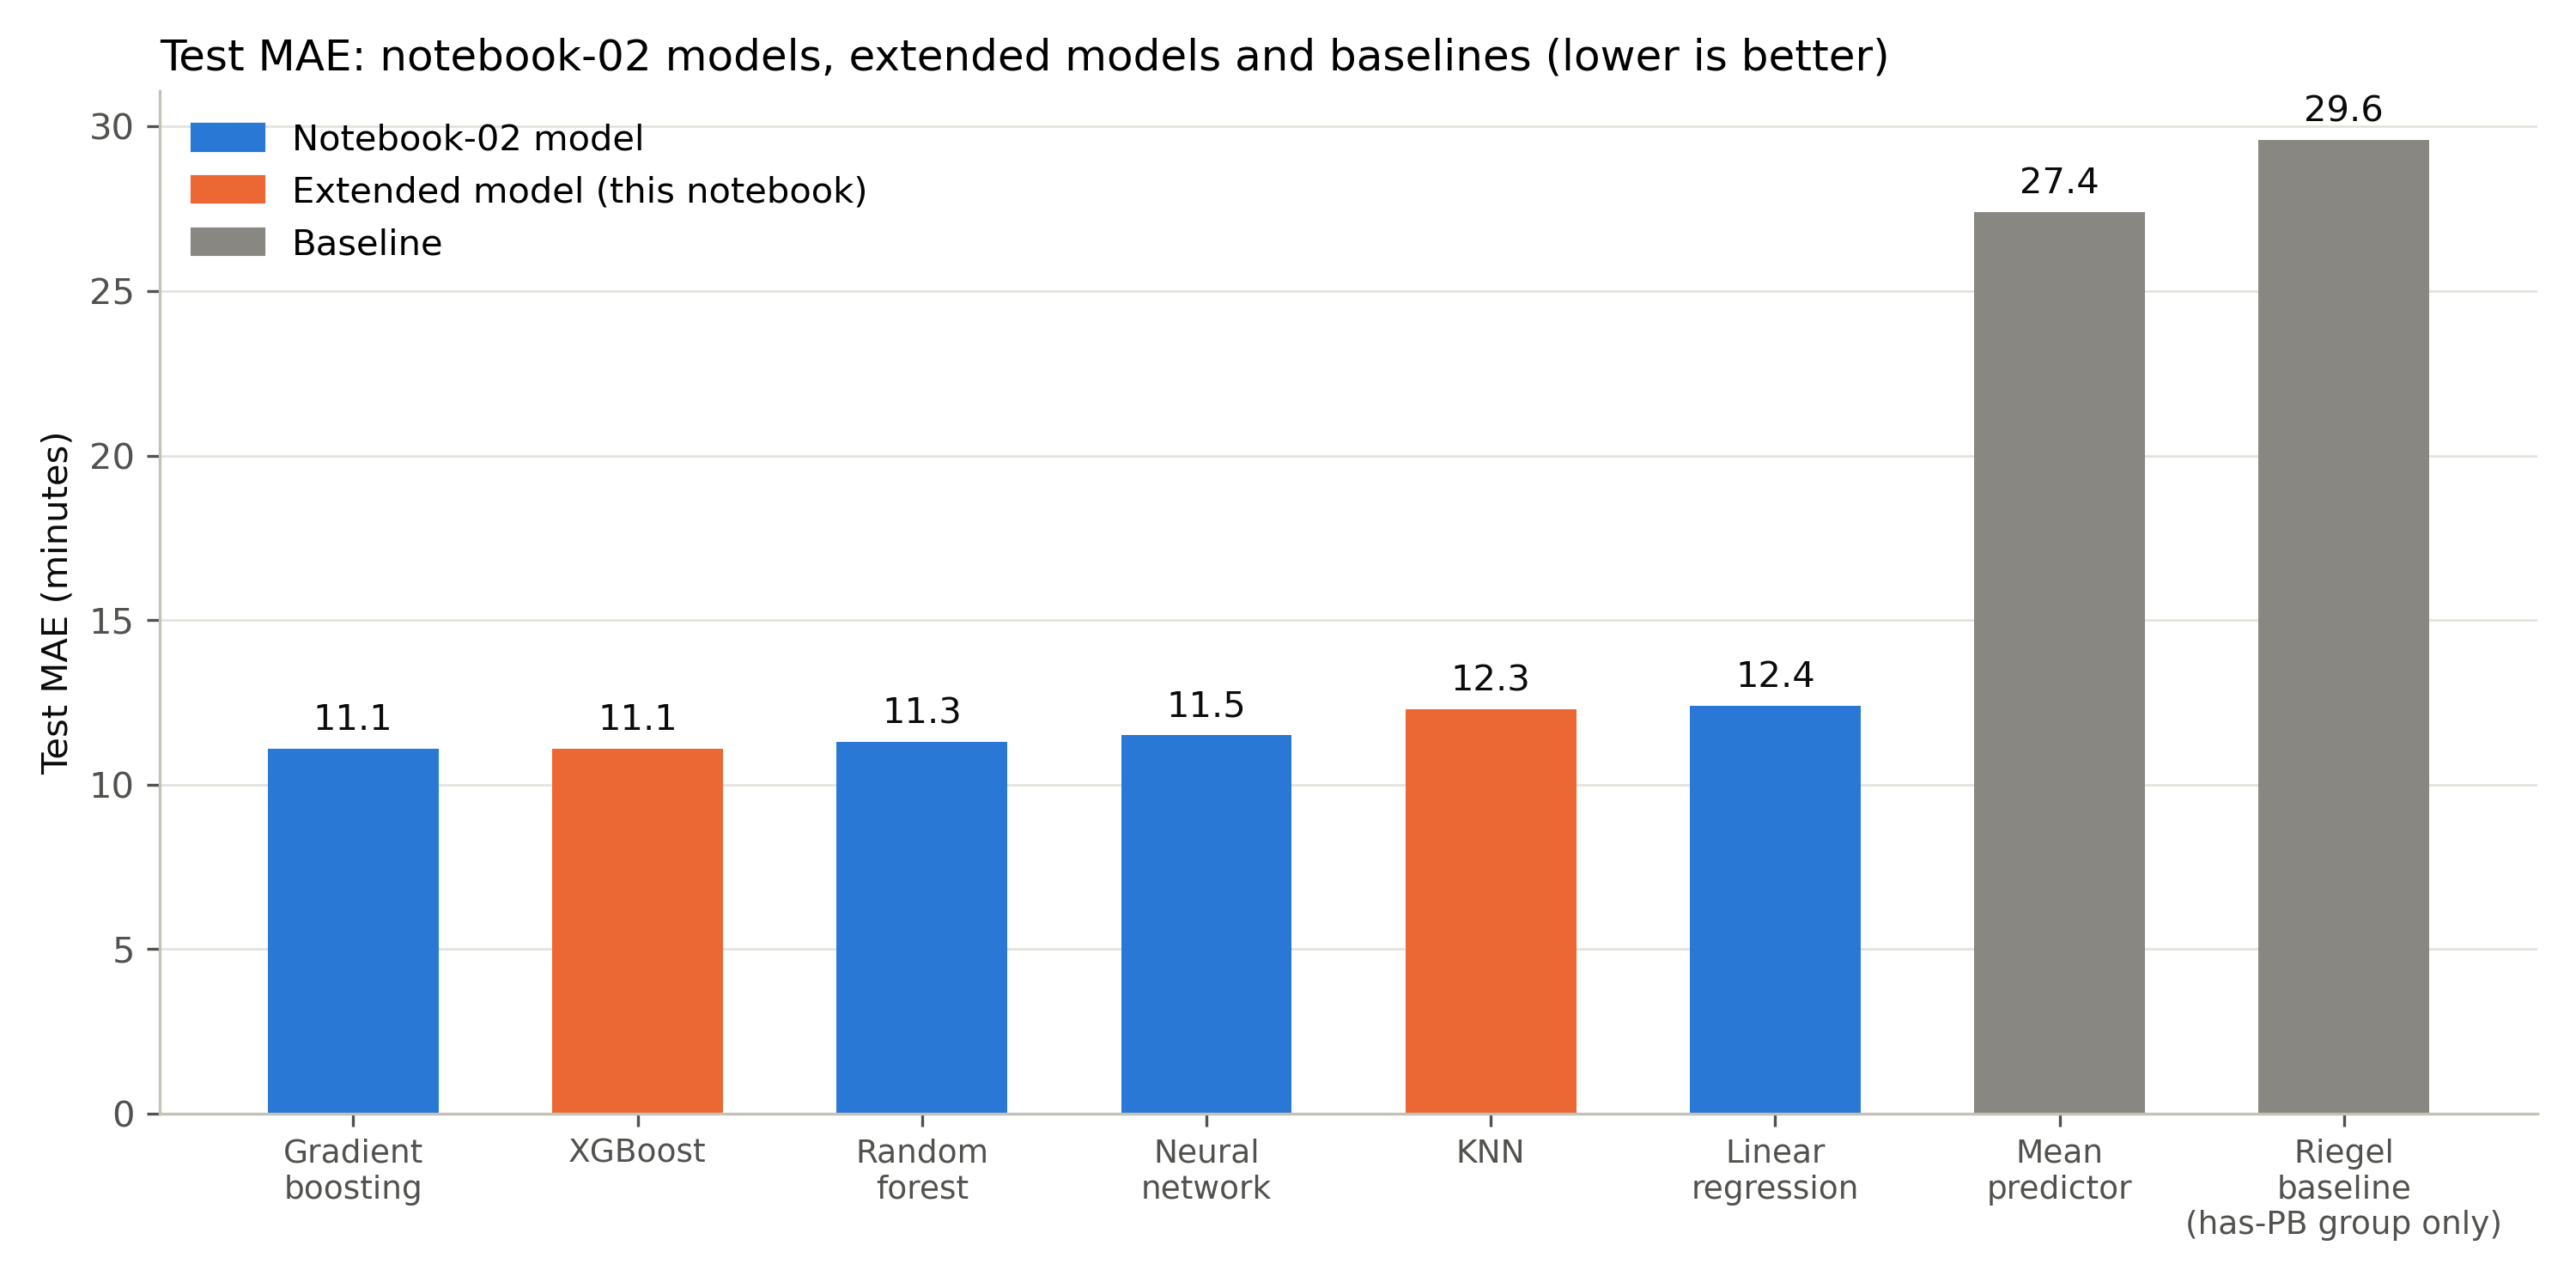 Test MAE: notebook-02 models, extended models and baselines (lower is better)
Notebook-02 model
Extended model (this notebook)
Baseline
Test MAE (minutes)
30
25
20
15
10
5
0
11.1
11.1
11.3
11.5
12.3
12.4
27.4
29.6
Gradient
boosting
XGBoost
Random
forest
Neural
network
KNN
Linear
regression
Mean
predictor
Riegel
baseline
(has-PB group only)